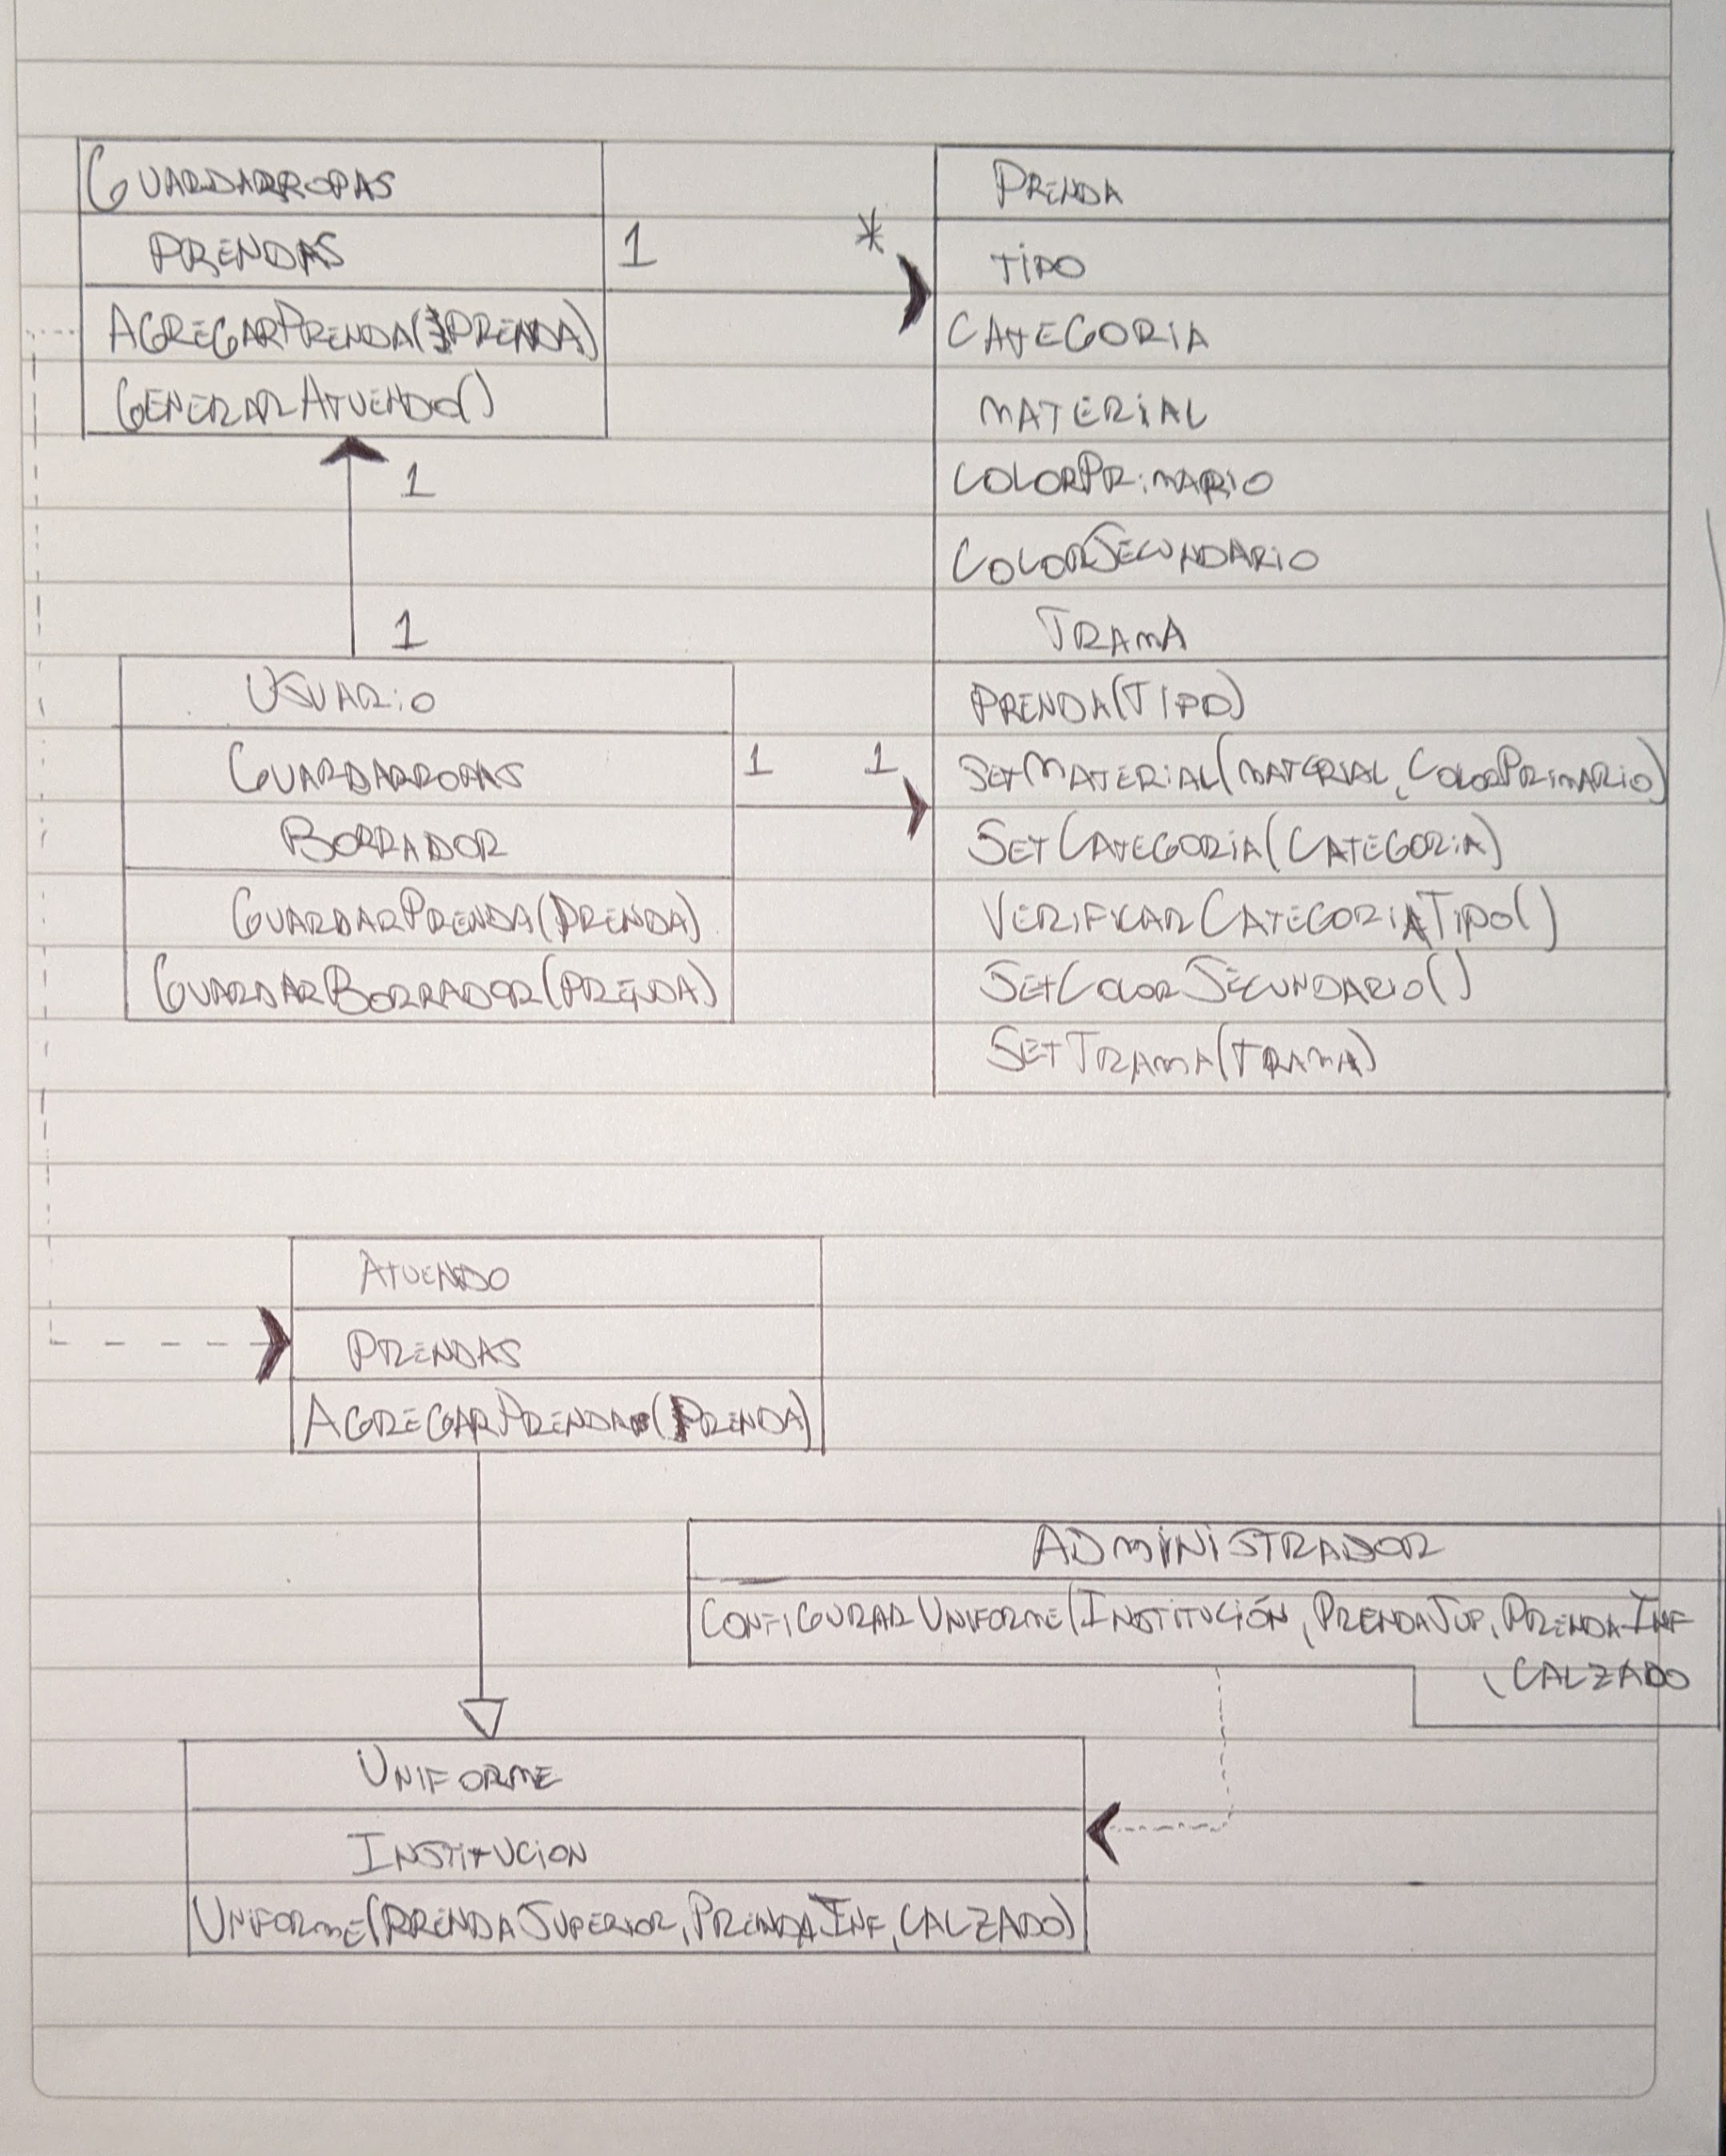 GUARDARROPAS
PRENDAS
AGREGARPRENDA(PRENDA)
GENERARATUENDO()
1
*
PRENDA
TIPO
CATEGORIA
MATERIAL
COLORPRIMARIO
COLORSECUNDARIO
TRAMA
PRENDA(TIPO)
SETMATERIAL(MATERIAL, COLORPRIMARIO)
SETCATEGORIA(CATEGORIA)
VERIFICARCATEGORIATIPO()
SETCOLORSECUNDARIO()
SETTRAMA(TRAMA)
1
1
USUARIO
GUARDARROPAS
BORRADOR
GUARDARPRENDA(PRENDA)
GUARDARBORRADOR(PRENDA)
1
1
ATUENDO
PRENDAS
AGREGARPRENDA(PRENDA)
ADMINISTRADOR
CONFIGURARUNIFORME(INSTITUCIÓN, PRENDASUP, PRENDAINF
, CALZADO
UNIFORME
INSTITUCION
UNIFORME(PRENDASUPERIOR, PRENDAINF, CALZADO)